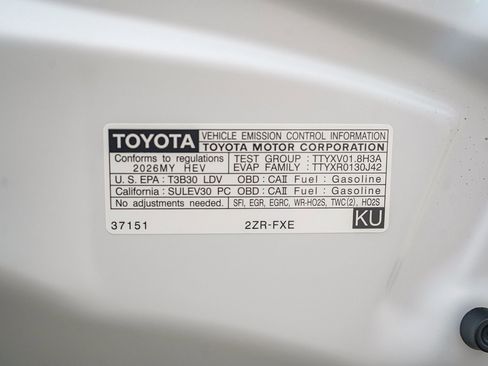 TOYOTA VEHICLE EMISSION CONTROL INFORMATION
TOYOTA MOTOR CORPORATION
Conforms to regulations TEST GROUP : TTYXV01.8H3A
2026MY HEV EVAP FAMILY : TTYXR0130J42
U.S. EPA : T3B30 LDV OBD : CAII Fuel : Gasoline
California : SULEV30 PC OBD : CAII Fuel : Gasoline
No adjustments needed. SFI, EGR, EGRC, WR-HO2S, TWC(2), HO2S
37151 2ZR-FXE KU